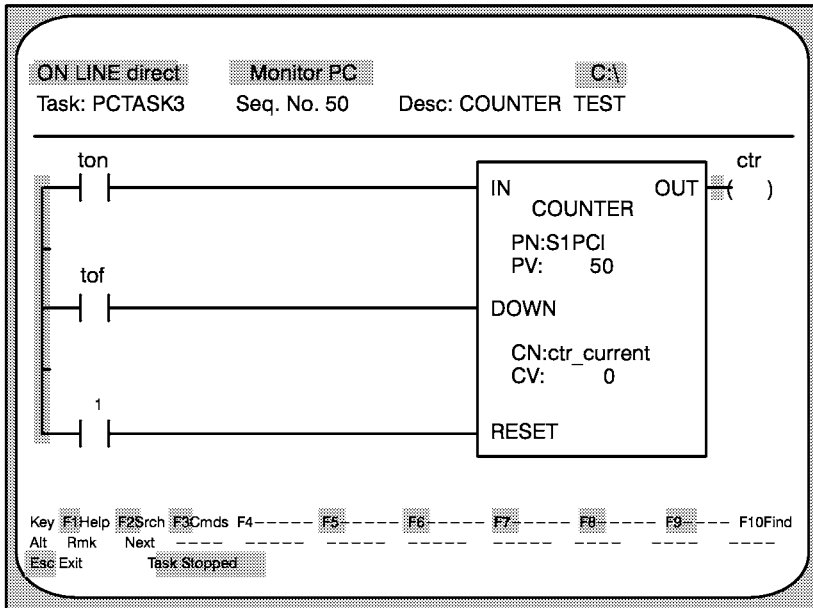 ON LINE direct Monitor PC C:\
Task: PCTASK3 Seq. No. 50 Desc: COUNTER TEST
ton
ctr
IN OUT ( )
COUNTER
PN:S1PCI
PV: 50
tof
DOWN
CN:ctr_current
CV: 0
1
RESET
Key F1Help F2Srch F3Cmds F4----- F5----- F6----- F7----- F8----- F9----- F10Find
Alt Rmk Next ---- ----- ----- ----- ----- ---- ---- ----
Esc Exit Task Stopped